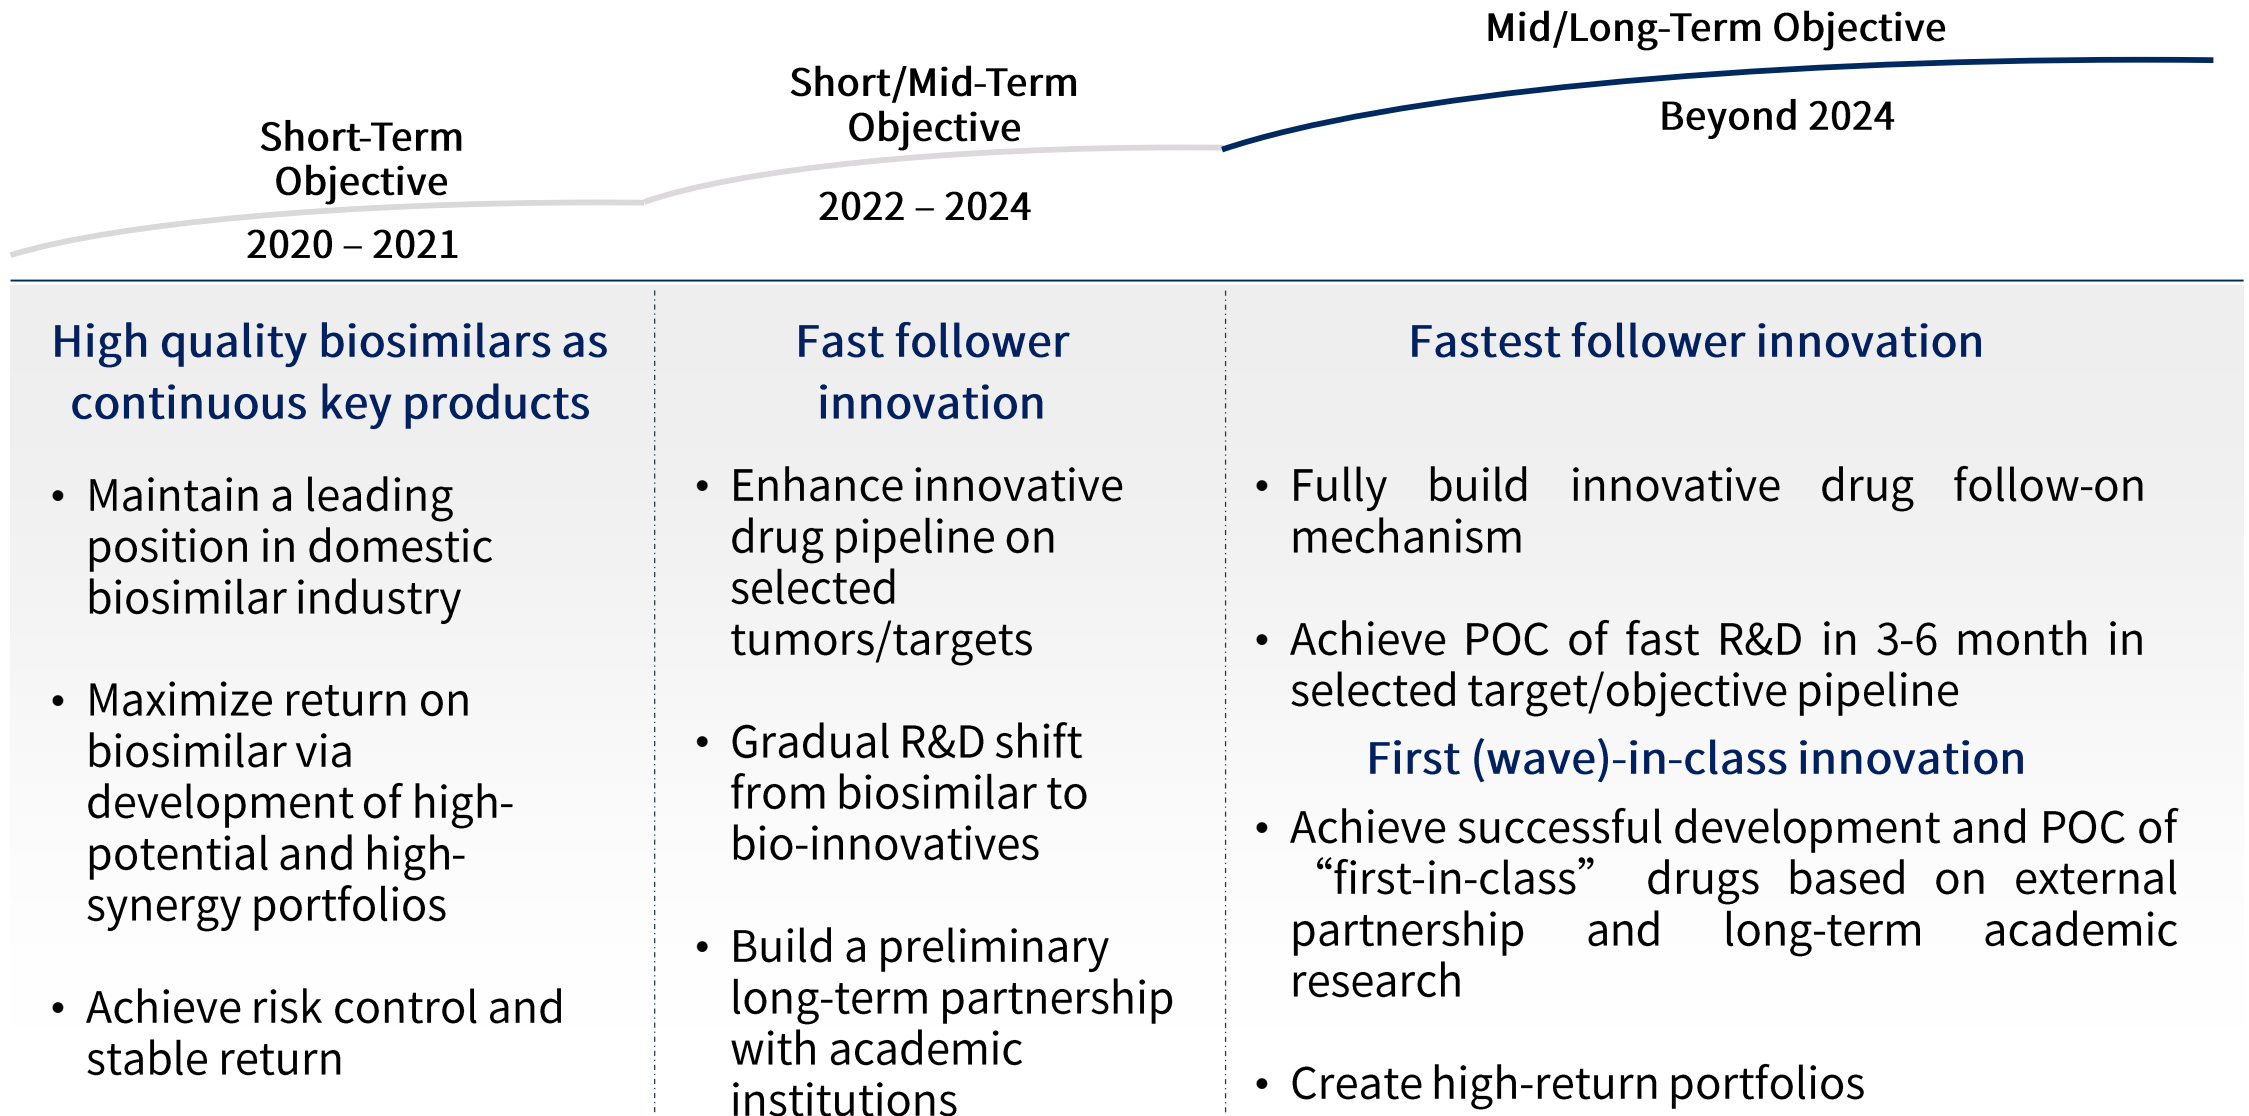 Short-Term
Objective
2020 – 2021
Short/Mid-Term
Objective
2022 – 2024
Mid/Long-Term Objective
Beyond 2024
High quality biosimilars as
continuous key products
• Maintain a leading
position in domestic
biosimilar industry
• Maximize return on
biosimilar via
development of high-
potential and high-
synergy portfolios
• Achieve risk control and
stable return
Fast follower
innovation
• Enhance innovative
drug pipeline on
selected
tumors/targets
• Gradual R&D shift
from biosimilar to
bio-innovatives
• Build a preliminary
long-term partnership
with academic
institutions
Fastest follower innovation
• Fully build innovative drug follow-on
mechanism
• Achieve POC of fast R&D in 3-6 month in
selected target/objective pipeline
First (wave)-in-class innovation
• Achieve successful development and POC of
“first-in-class” drugs based on external
partnership and long-term academic
research
• Create high-return portfolios